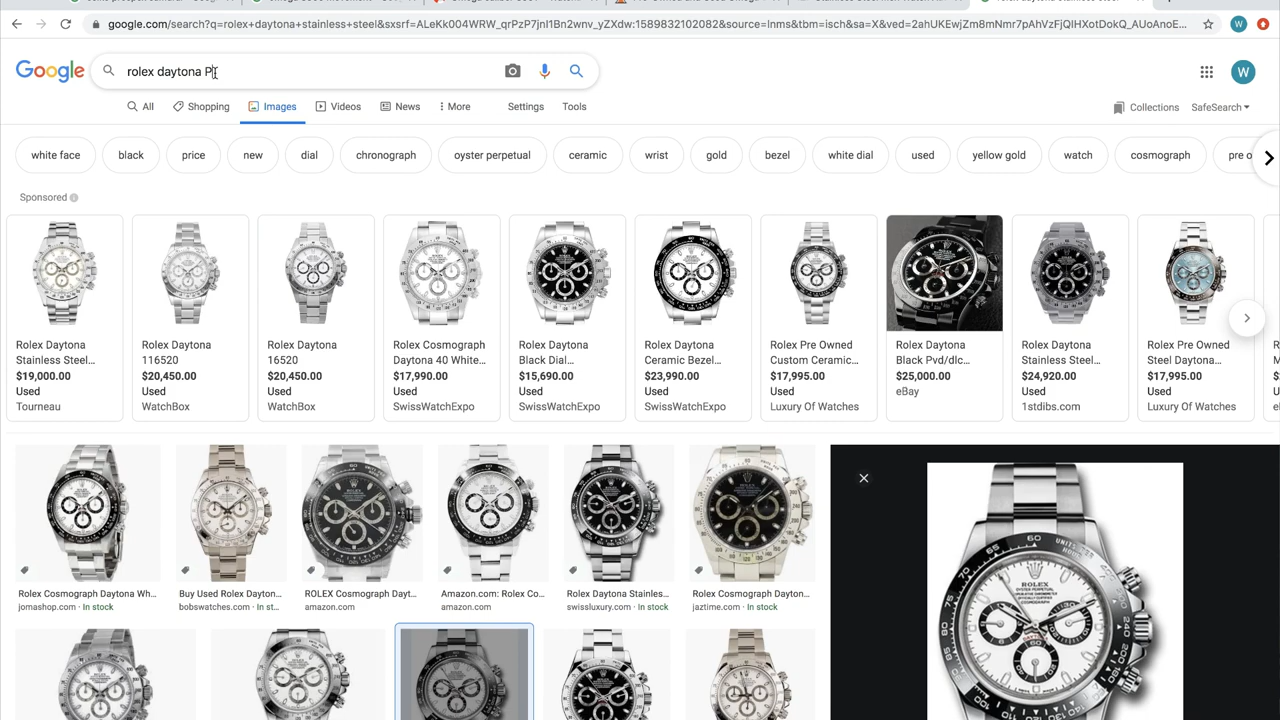 google.com/search?q=rolex+daytona+stainless+steel&sxsrf=ALeKk004WRW_qrPzP7jnI1Bn2wnv_yZXdw:1589832102082&source=lnms&tbm=isch&sa=X&ved=2ahUKEwjZm8mNmr7pAhVzFjQIHXotDokQ_AUoAnoE...
W
Google
rolex daytona P
W
All
Shopping
Images
Videos
News
More
Settings
Tools
Collections
SafeSearch
white face
black
price
new
dial
chronograph
oyster perpetual
ceramic
wrist
gold
bezel
white dial
used
yellow gold
watch
cosmograph
pre o
Sponsored
Rolex Daytona
Stainless Steel...
$19,000.00
Used
Tourneau
Rolex Daytona
116520
$20,450.00
Used
WatchBox
Rolex Daytona
16520
$20,450.00
Used
WatchBox
Rolex Cosmograph
Daytona 40 White...
$17,990.00
Used
SwissWatchExpo
Rolex Daytona
Black Dial...
$15,690.00
Used
SwissWatchExpo
Rolex Daytona
Ceramic Bezel...
$23,990.00
Used
SwissWatchExpo
Rolex Pre Owned
Custom Ceramic...
$17,995.00
Used
Luxury Of Watches
Rolex Daytona
Black Pvd/dlc...
$25,000.00
Used
eBay
Rolex Daytona
Stainless Steel...
$24,920.00
Used
1stdibs.com
Rolex Pre Owned
Steel Daytona...
$17,995.00
Used
Luxury Of Watches
Rolex Cosmograph Daytona Wh...
jomashop.com · In stock
Buy Used Rolex Dayton...
bobswatches.com · In st...
ROLEX Cosmograph Dayt...
amazon.com
Amazon.com: Rolex Co...
amazon.com
Rolex Daytona Stainles...
swissluxury.com · In stock
Rolex Cosmograph Dayton...
jaztime.com · In stock
ROLEX